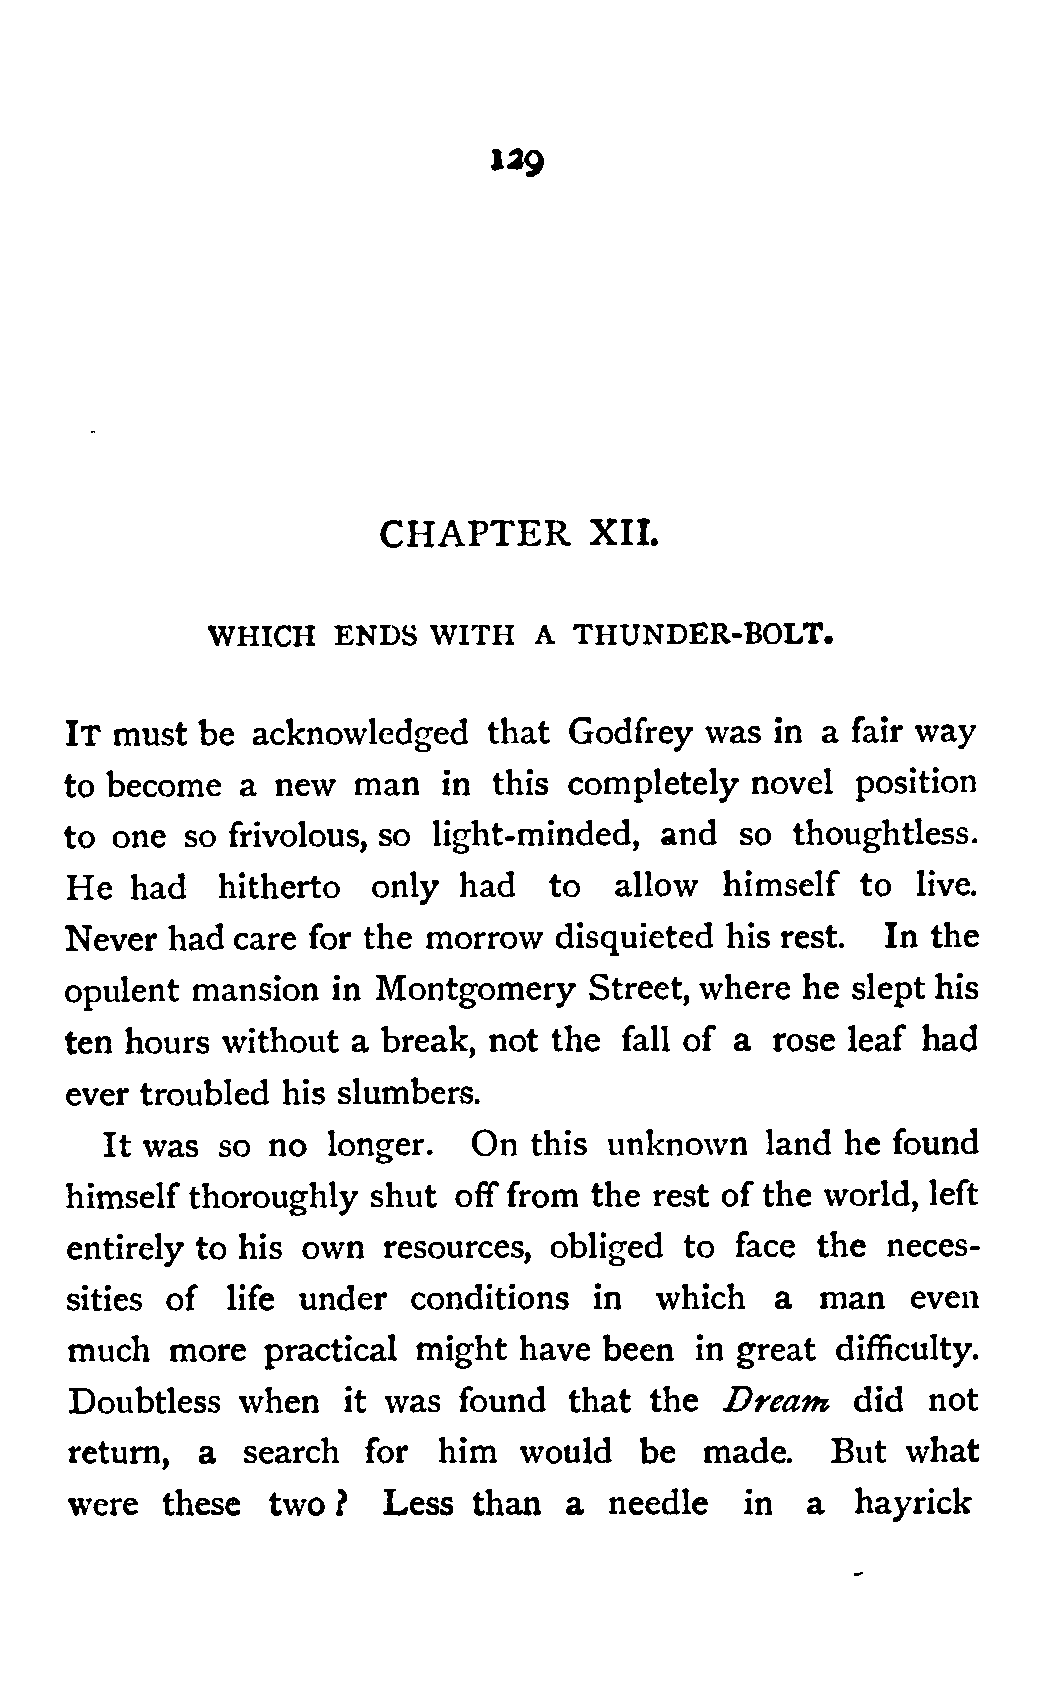 129
CHAPTER XII.
WHICH ENDS WITH A THUNDER-BOLT.
IT must be acknowledged that Godfrey was in a fair way
to become a new man in this completely novel position
to one so frivolous, so light-minded, and so thoughtless.
He had hitherto only had to allow himself to live.
Never had care for the morrow disquieted his rest. In the
opulent mansion in Montgomery Street, where he slept his
ten hours without a break, not the fall of a rose leaf had
ever troubled his slumbers.
It was so no longer. On this unknown land he found
himself thoroughly shut off from the rest of the world, left
entirely to his own resources, obliged to face the neces-
sities of life under conditions in which a man even
much more practical might have been in great difficulty.
Doubtless when it was found that the Dream did not
return, a search for him would be made. But what
were these two? Less than a needle in a hayrick